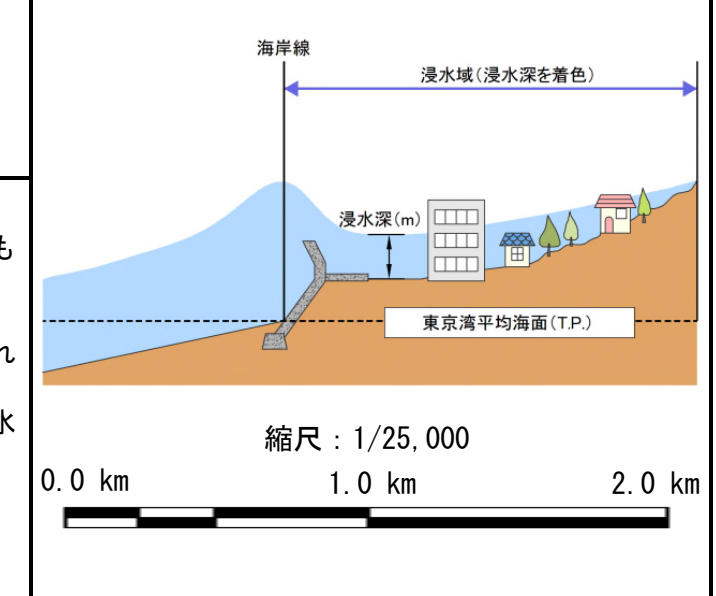 海岸線
浸水域(浸水深を着色)
浸水深(m)
東京湾平均海面(T.P.)
縮尺：1/25,000
0.0 km 1.0 km 2.0 km
も
れ
水